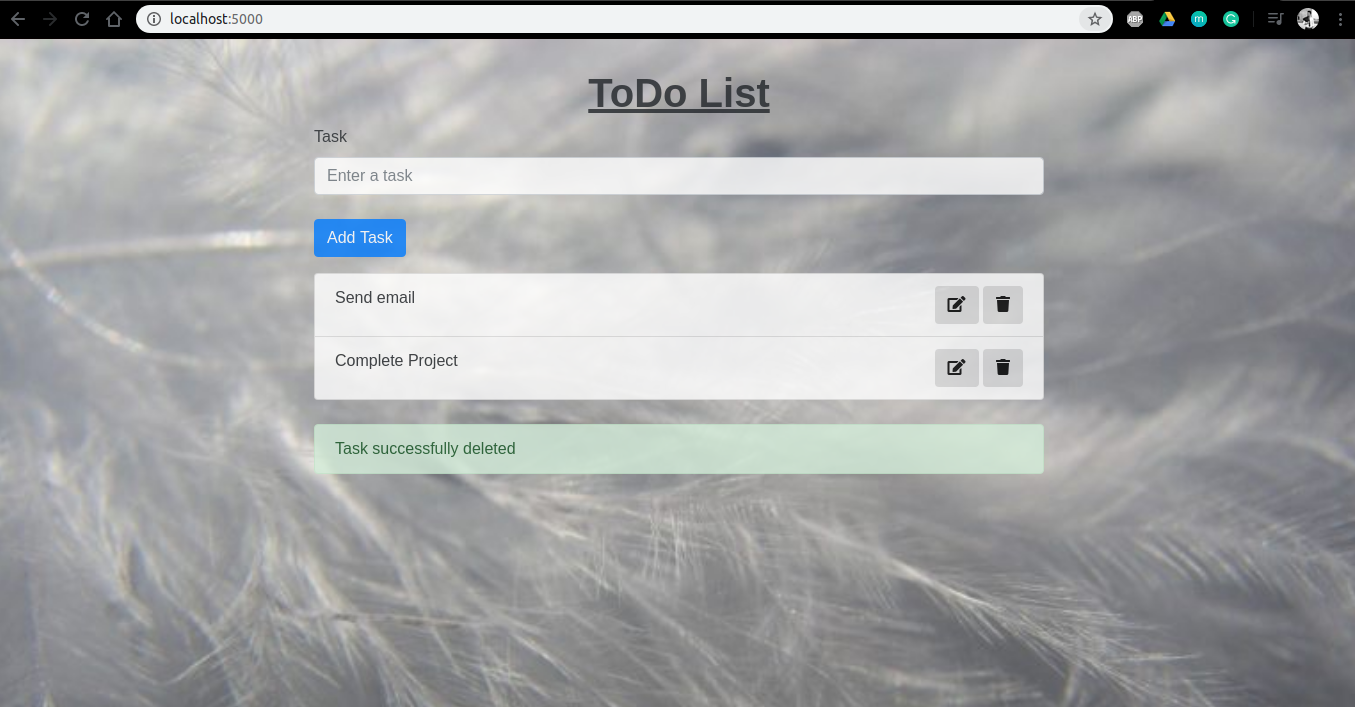 localhost:5000
ABP
m
G
ToDo List
Task
Enter a task
Add Task
Send email
Complete Project
Task successfully deleted